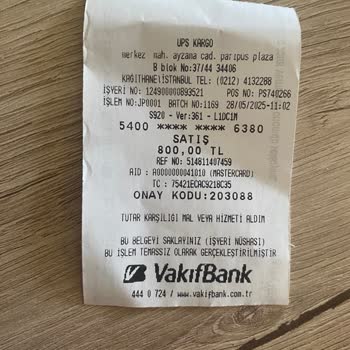 UPS KARGO
merkez mah. ayzana cad. paripus plaza
B blok No:37/44 34406
KAGITHANE\ISTANBUL TEL: (0212) 4132288
İŞYERİ NO: 124900000893521 POS NO: PS740266
İŞLEM NO:JP0001 BATCH NO:1169 28/05/2025-11:02
S920 - Ver:361 - L1DC1M
5400 **** **** 6380
SATIŞ
800,00 TL
REF NO: 514811407459
AID : A0000000041010 (MASTERCARD)
TC : 75421ECAC9218C35
ONAY KODU:203088
TUTAR KARŞILIĞI MAL VEYA HİZMETİ ALDIM
BU BELGEYİ SAKLAYINIZ (İŞYERİ NÜSHASI)
BU İŞLEM TEMASSIZ OLARAK GERÇEKLEŞTİRİLMİŞTİR
VakıfBank
444 0 724 / www.vakifbank.com.tr